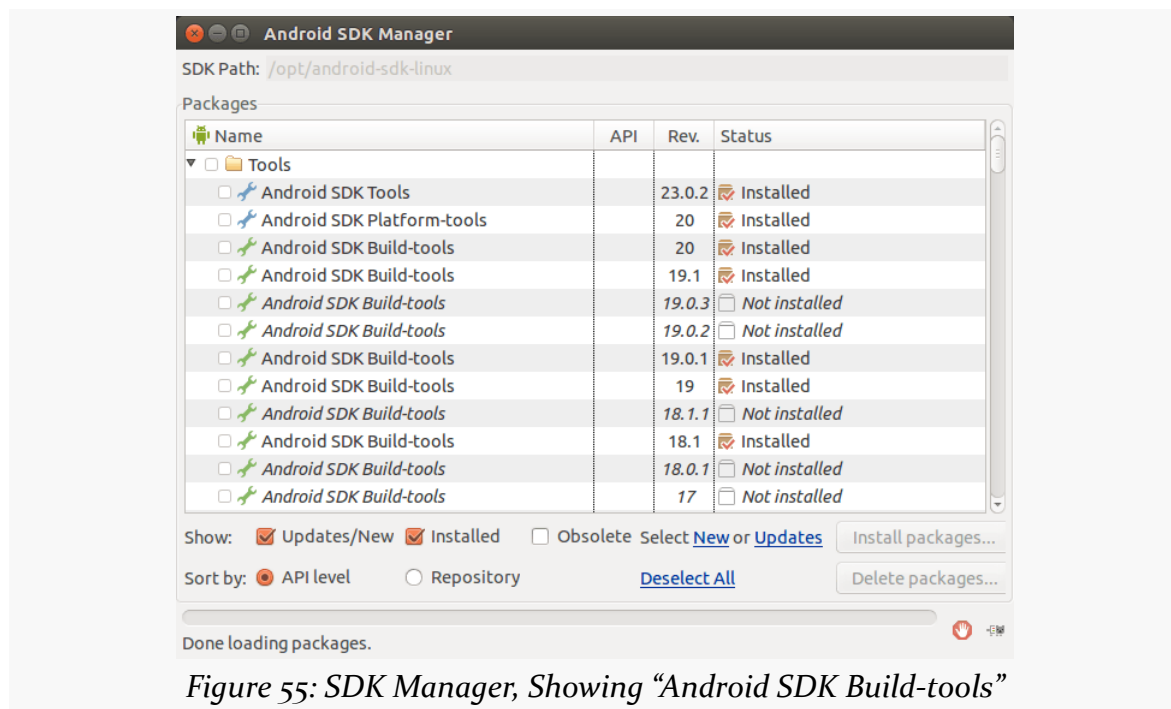 Android SDK Manager
SDK Path: /opt/android-sdk-linux
Packages
Name API Rev. Status
Tools
Android SDK Tools 23.0.2 Installed
Android SDK Platform-tools 20 Installed
Android SDK Build-tools 20 Installed
Android SDK Build-tools 19.1 Installed
Android SDK Build-tools 19.0.3 Not installed
Android SDK Build-tools 19.0.2 Not installed
Android SDK Build-tools 19.0.1 Installed
Android SDK Build-tools 19 Installed
Android SDK Build-tools 18.1.1 Not installed
Android SDK Build-tools 18.1 Installed
Android SDK Build-tools 18.0.1 Not installed
Android SDK Build-tools 17 Not installed
Show: Updates/New Installed Obsolete Select New or Updates Install packages...
Sort by: API level Repository Deselect All Delete packages...
Done loading packages.
Figure 55: SDK Manager, Showing “Android SDK Build-tools”